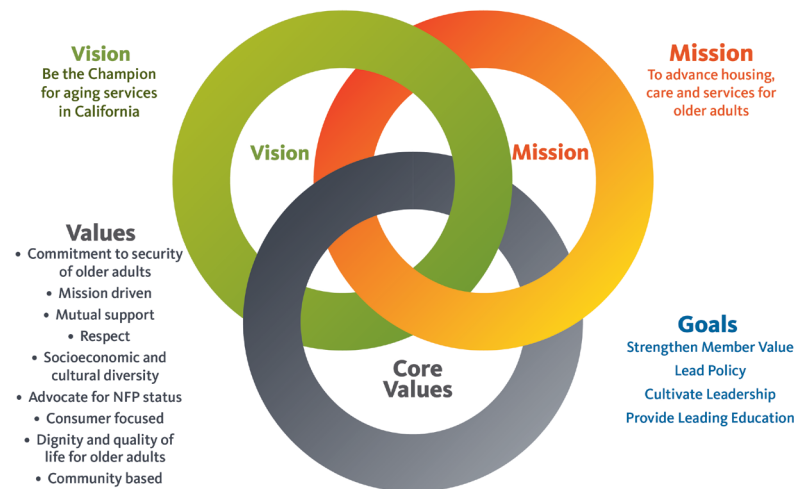 Vision
Be the Champion
for aging services
in California
Mission
To advance housing,
care and services for
older adults
Vision
Mission
Values
• Commitment to security
of older adults
• Mission driven
• Mutual support
• Respect
• Socioeconomic and
cultural diversity
• Advocate for NFP status
• Consumer focused
• Dignity and quality of
life for older adults
• Community based
Core
Values
Goals
Strengthen Member Value
Lead Policy
Cultivate Leadership
Provide Leading Education